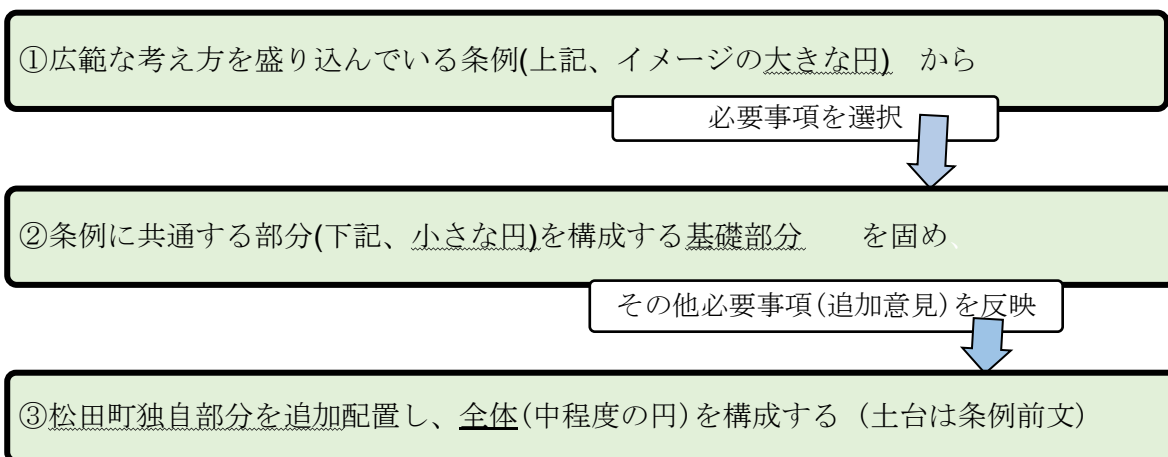 ①広範な考え方を盛り込んでいる条例(上記、イメージの大きな円)　から
必要事項を選択
②条例に共通する部分(下記、小さな円)を構成する基礎部分　　を固め、
その他必要事項(追加意見)を反映
③松田町独自部分を追加配置し、全体(中程度の円)を構成する（土台は条例前文）